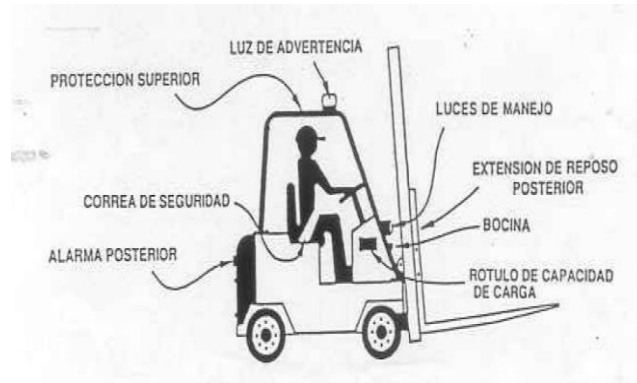 LUZ DE ADVERTENCIA
PROTECCION SUPERIOR
LUCES DE MANEJO
EXTENSION DE REPOSO
POSTERIOR
CORREA DE SEGURIDAD
BOCINA
ALARMA POSTERIOR
ROTULO DE CAPACIDAD
DE CARGA